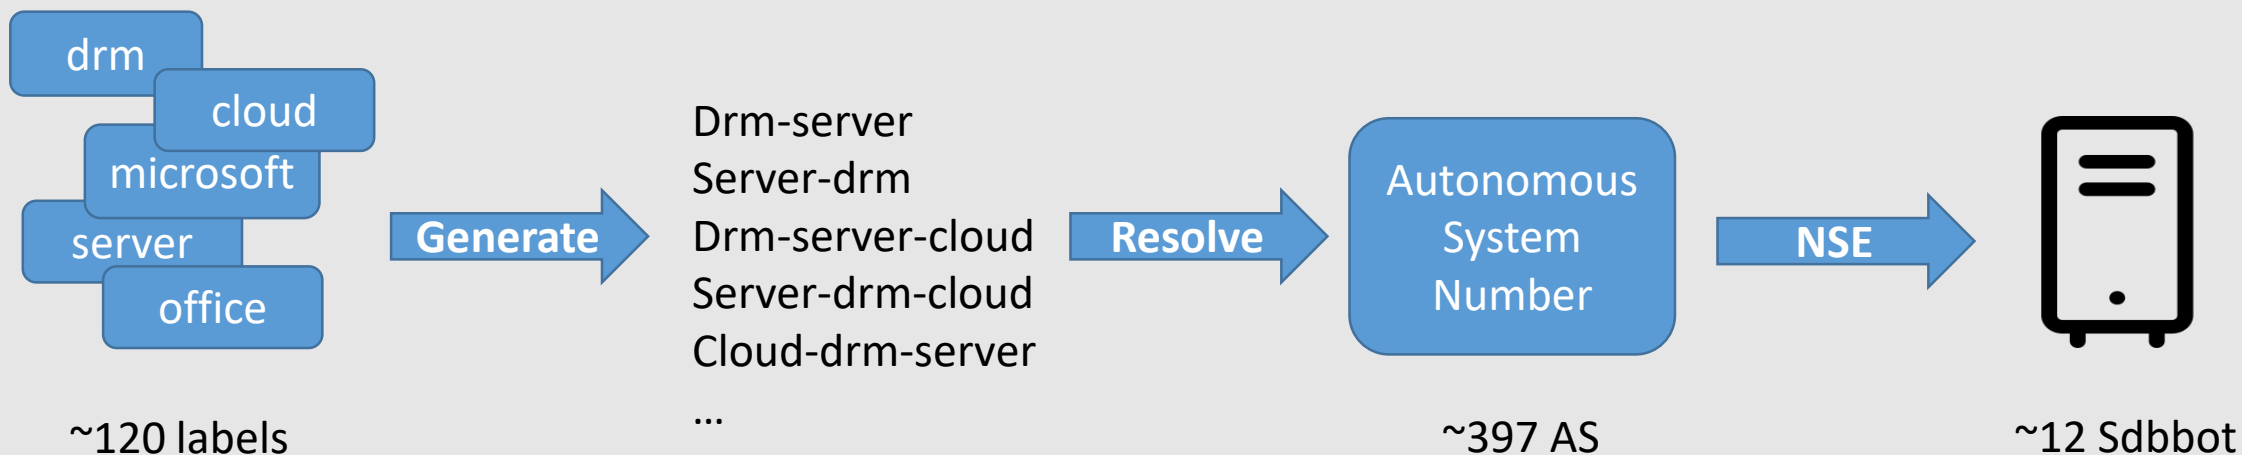 drm
cloud
microsoft
server
office
~120 labels
Generate
Drm-server
Server-drm
Drm-server-cloud
Server-drm-cloud
Cloud-drm-server
…
Resolve
Autonomous
System
Number
~397 AS
NSE
~12 Sdbbot